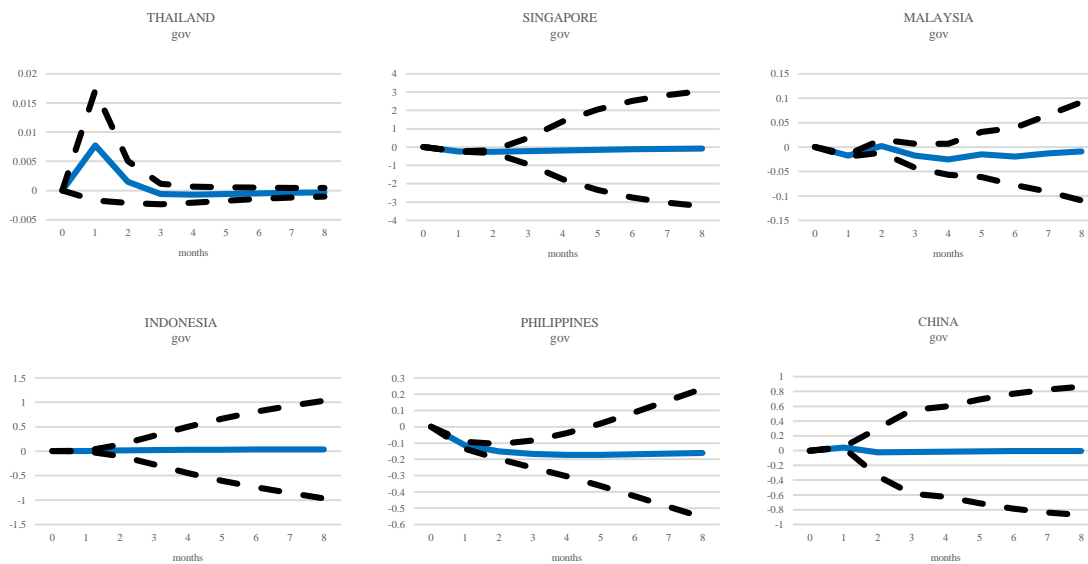 THAILAND
gov
0.02
0.015
0.01
0.005
0
-0.005
0 1 2 3 4 5 6 7 8
months
SINGAPORE
gov
4
3
2
1
0
-1
-2
-3
-4
0 1 2 3 4 5 6 7 8
months
MALAYSIA
gov
0.15
0.1
0.05
0
-0.05
-0.1
-0.15
0 1 2 3 4 5 6 7 8
months
INDONESIA
gov
1.5
1
0.5
0
-0.5
-1
-1.5
0 1 2 3 4 5 6 7 8
months
PHILIPPINES
gov
0.3
0.2
0.1
0
-0.1
-0.2
-0.3
-0.4
-0.5
-0.6
0 1 2 3 4 5 6 7 8
months
CHINA
gov
1
0.8
0.6
0.4
0.2
0
-0.2
-0.4
-0.6
-0.8
-1
0 1 2 3 4 5 6 7 8
months